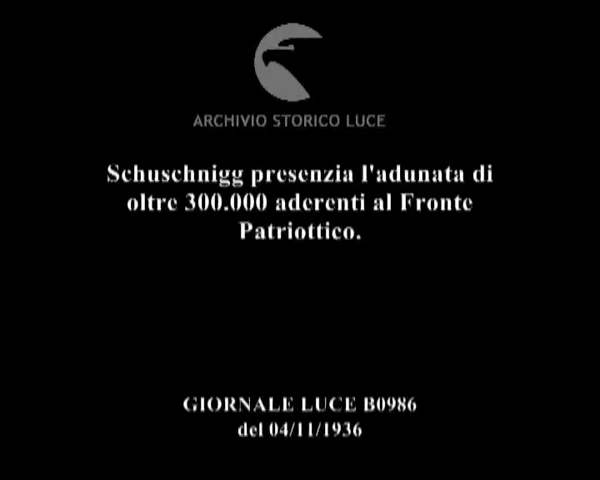 ARCHIVIO STORICO LUCE
Schuschnigg presenzia l'adunata di
oltre 300.000 aderenti al Fronte
Patriottico.
GIORNALE LUCE B0986
del 04/11/1936